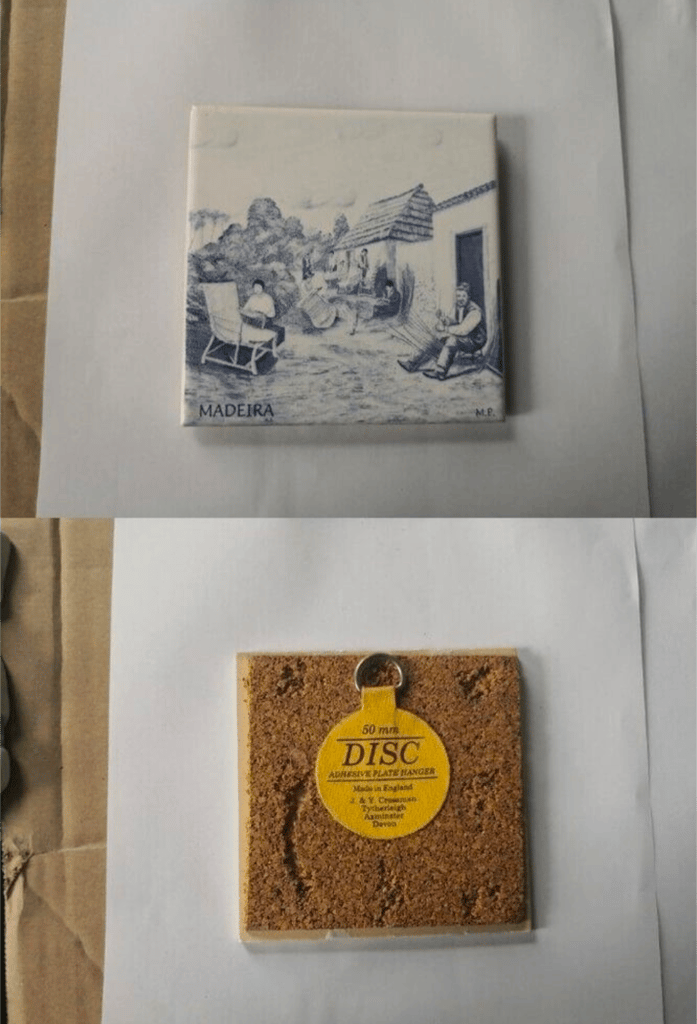 MADEIRA
M.P.
50 mm
DISC
ADHESIVE PLATE HANGER
Made in England
J. & Y. Crossman
Tytherleigh
Axminster
Devon